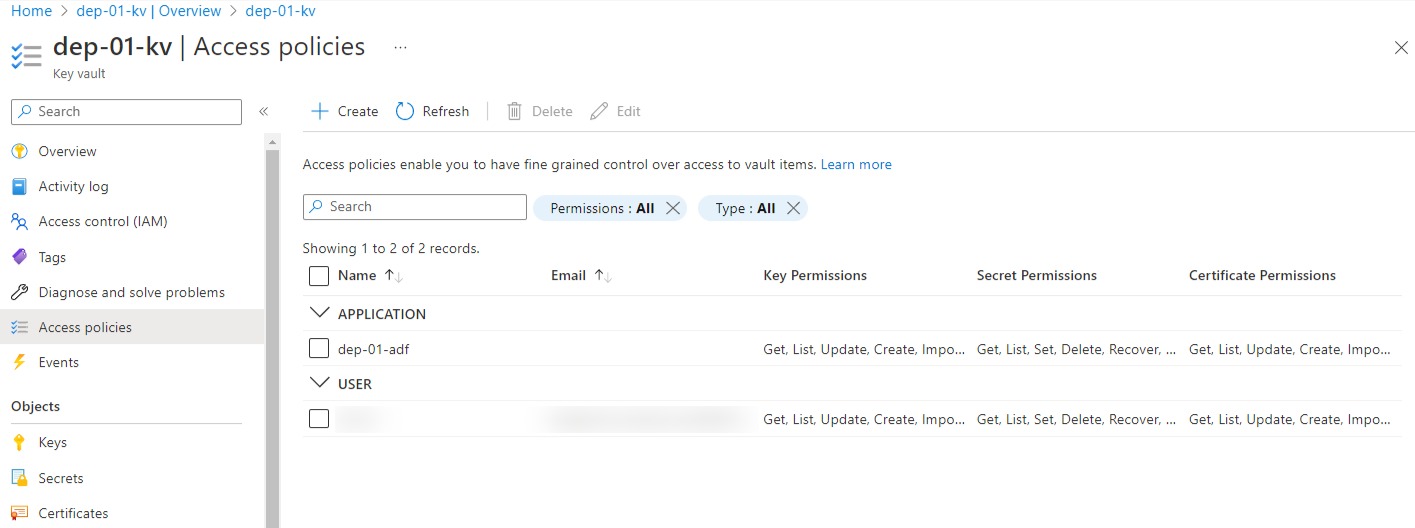 Home > dep-01-kv | Overview > dep-01-kv
dep-01-kv | Access policies ...
Key vault
Search
«
Overview
Activity log
Access control (IAM)
Tags
Diagnose and solve problems
Access policies
Events
Objects
Keys
Secrets
Certificates
Create Refresh Delete Edit
Access policies enable you to have fine grained control over access to vault items. Learn more
Search Permissions : All Type : All
Showing 1 to 2 of 2 records.
Name Email Key Permissions Secret Permissions Certificate Permissions
APPLICATION
dep-01-adf Get, List, Update, Create, Impo... Get, List, Set, Delete, Recover, ... Get, List, Update, Create, Impo...
USER
Get, List, Update, Create, Impo... Get, List, Set, Delete, Recover, ... Get, List, Update, Create, Impo...